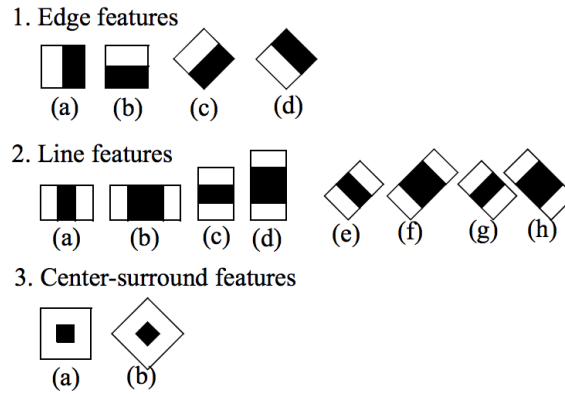 1. Edge features
(a) (b) (c) (d)
2. Line features
(a) (b) (c) (d) (e) (f) (g) (h)
3. Center-surround features
(a) (b)